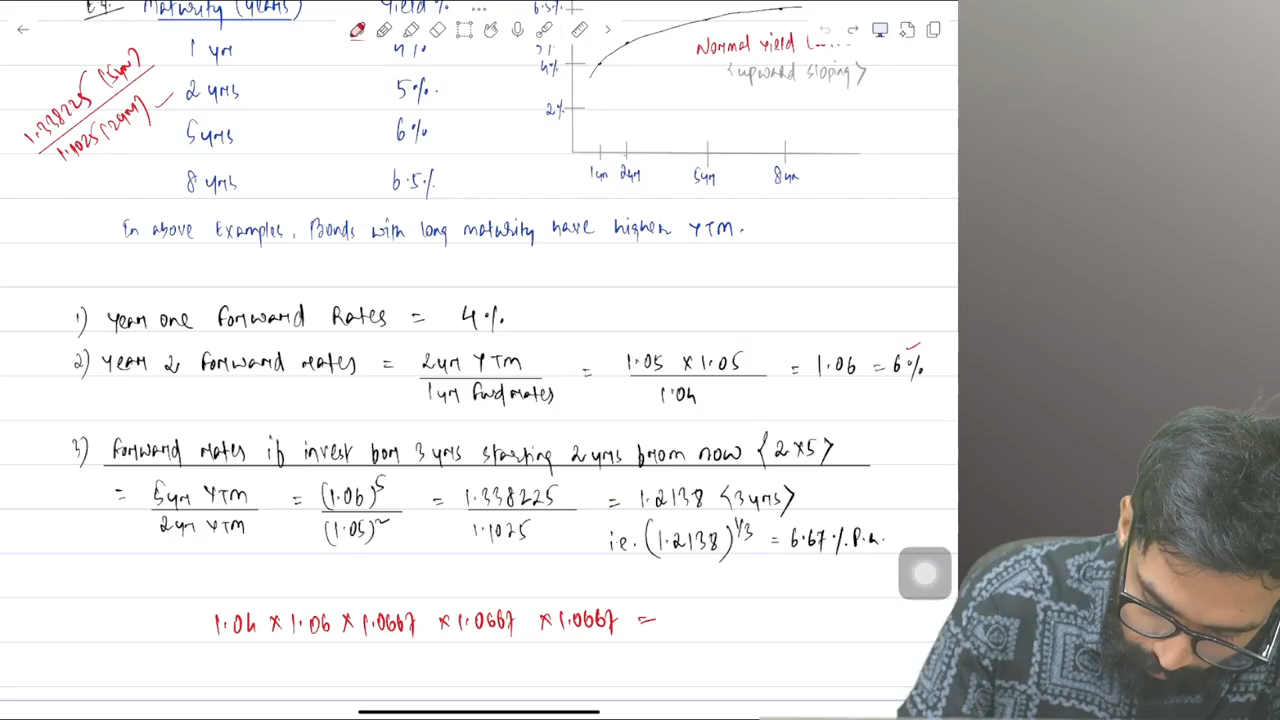 Eg. Maturity (years) Yield %
1 yr 4%
2 yrs 5%.
5 yrs 6%
8 yrs 6.5%.
1.338225 (5yr)
1.1025 (2yr)
6.5%
5%
4%
2%
1yr 2yr 5yr 8yr
Normal yield
<upward sloping>
In above Examples, Bonds with long maturity have higher YTM.
1) Year one forward Rates = 4%
2) Year 2 forward rates = 2yr YTM / 1yr fwd rates = 1.05 × 1.05 / 1.04 = 1.06 = 6%
3) Forward rates if invest for 3 yrs starting 2 yrs from now {2×5}
= 5yr YTM / 2yr YTM = (1.06)^5 / (1.05)^2 = 1.338225 / 1.1025 = 1.2138 <3yrs>
i.e. (1.2138)^1/3 = 6.67% P.a.
1.04 × 1.06 × 1.0667 × 1.0667 × 1.0667 =